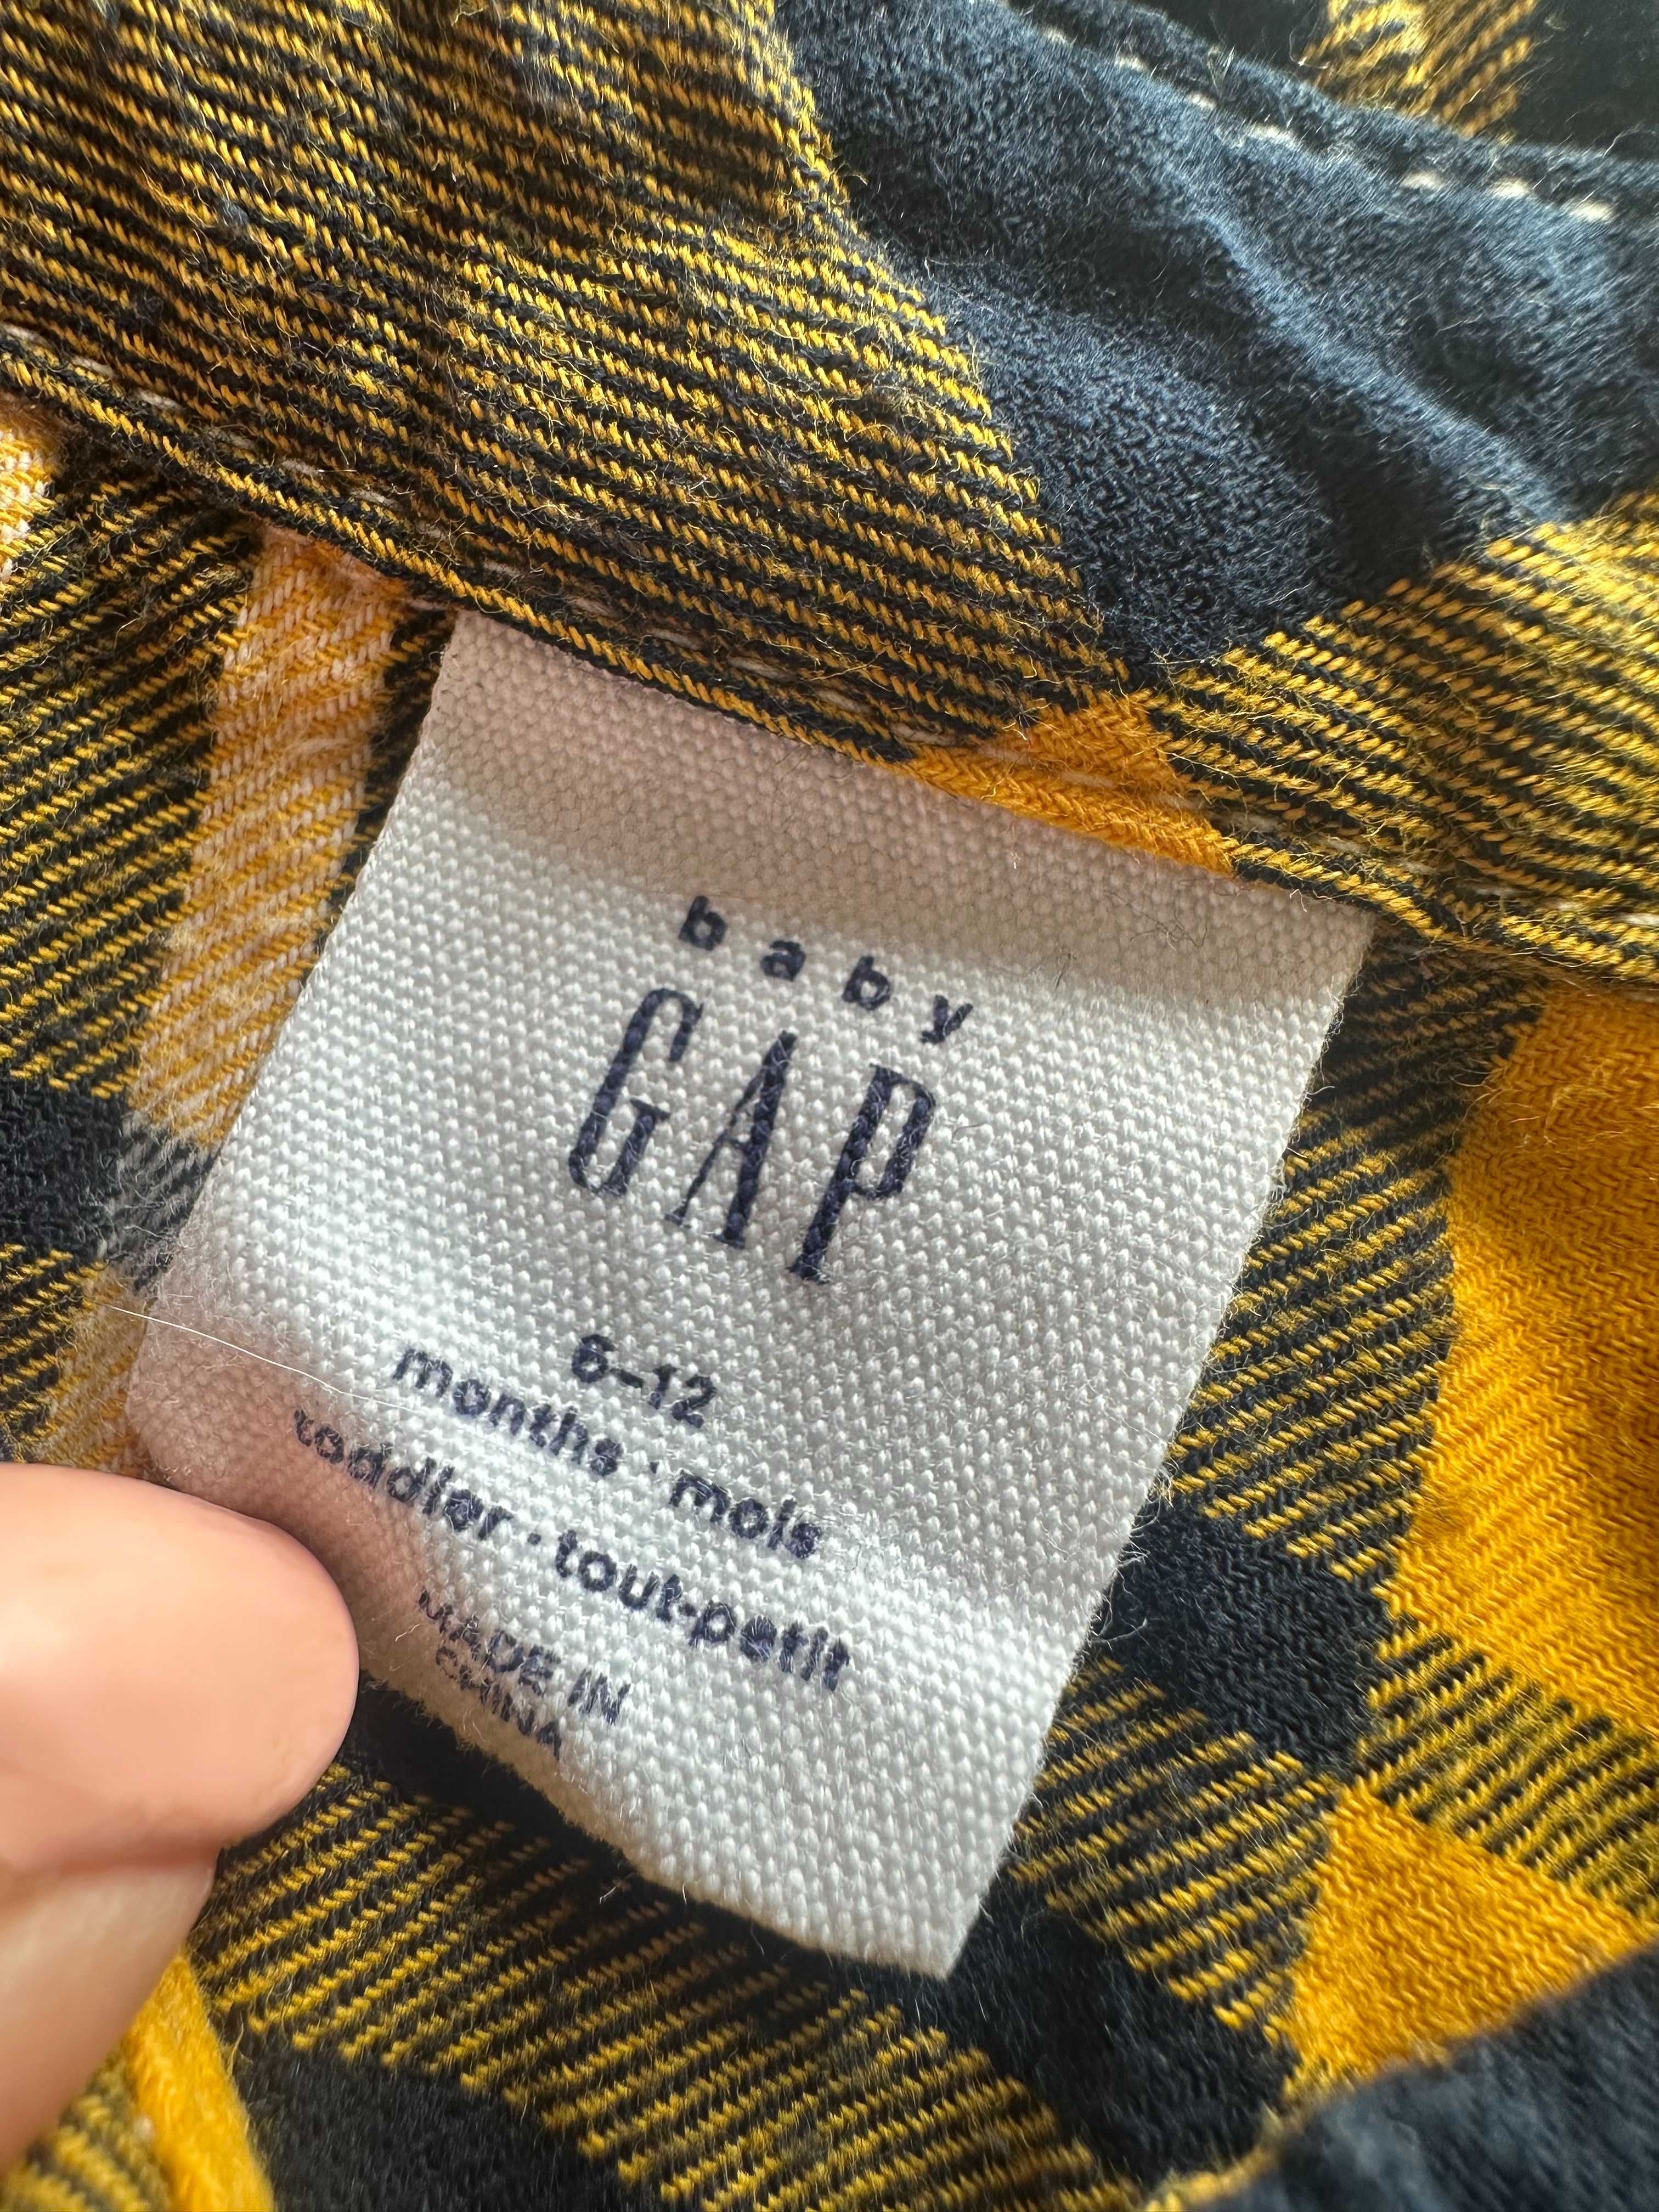 baby
GAP
6-12
months · mois
toddler · tout-petit
MADE IN
CHINA